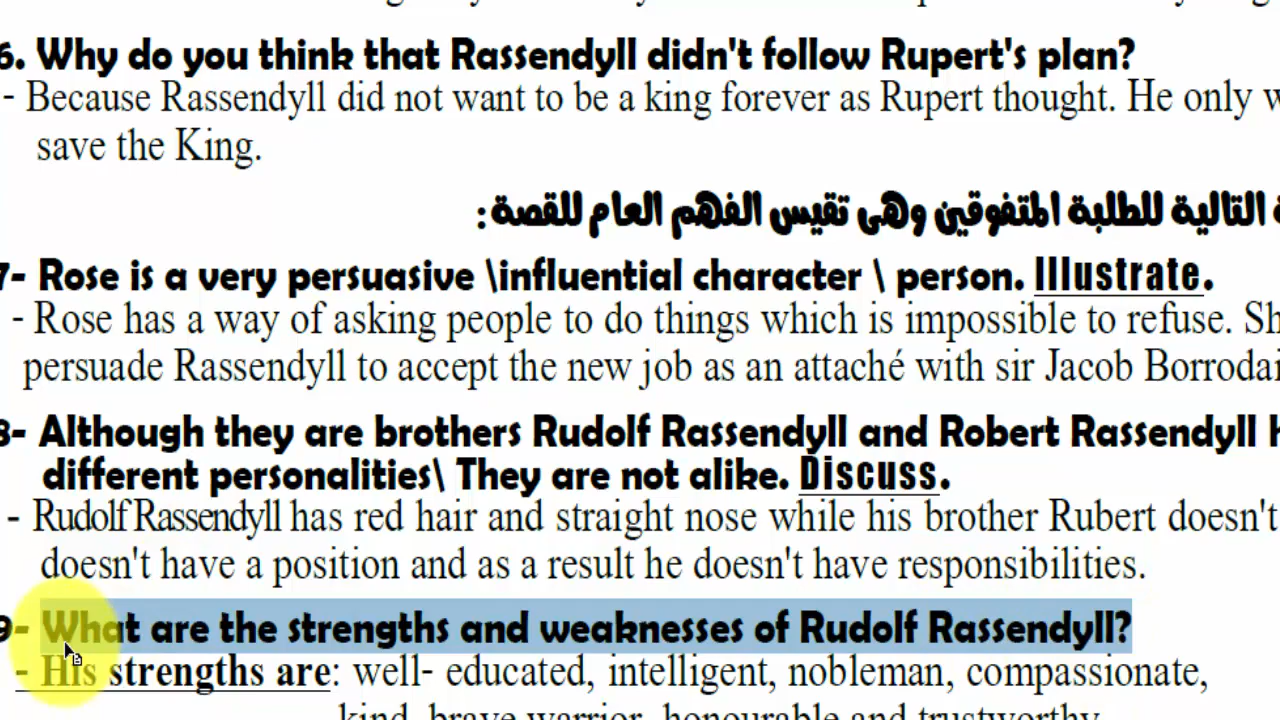 6. Why do you think that Rassendyll didn't follow Rupert's plan?
- Because Rassendyll did not want to be a king forever as Rupert thought. He only
save the King.
التالية للطلبة المتفوقين وهى تقيس الفهم العام للقصة :
7- Rose is a very persuasive \influential character \ person. Illustrate.
- Rose has a way of asking people to do things which is impossible to refuse.
persuade Rassendyll to accept the new job as an attaché with sir Jacob
8- Although they are brothers Rudolf Rassendyll and Robert Rassendyll
different personalities\ They are not alike. Discuss.
- Rudolf Rassendyll has red hair and straight nose while his brother Rubert doesn't
doesn't have a position and as a result he doesn't have responsibilities.
9- What are the strengths and weaknesses of Rudolf Rassendyll?
- His strengths are: well- educated, intelligent, nobleman, compassionate,
kind, brave warrior, honourable and trustworthy